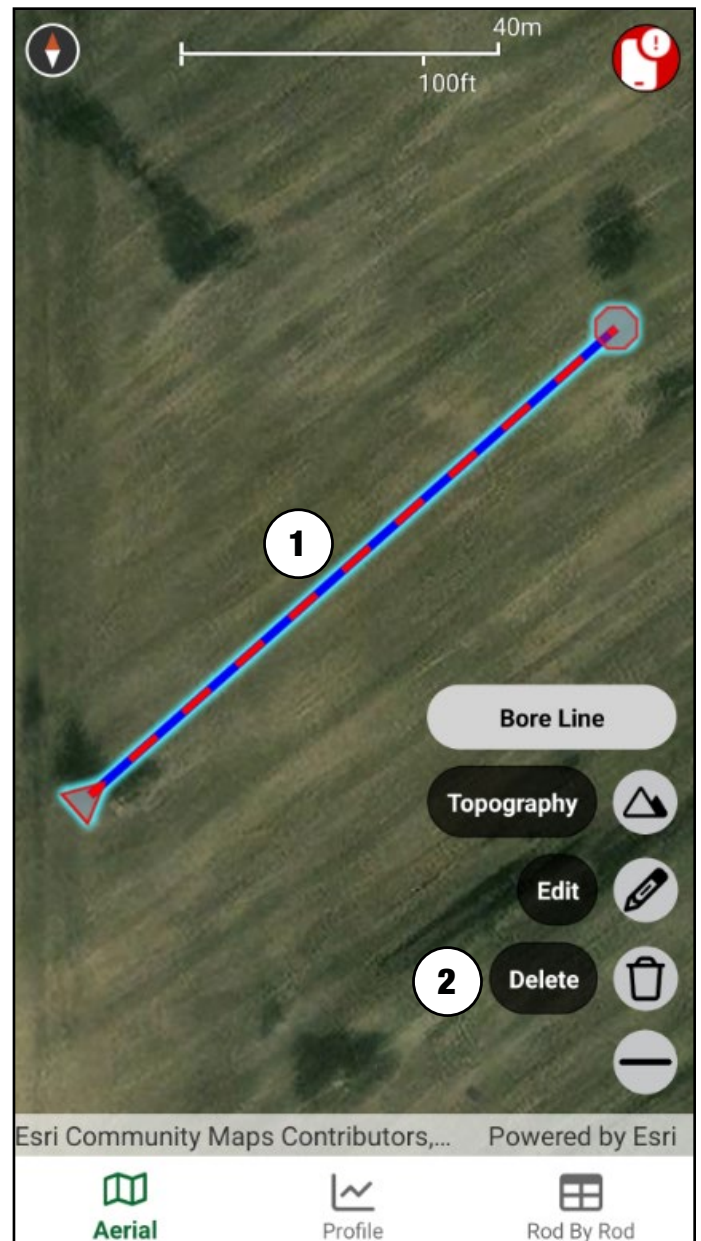 40m
100ft
!
1
Bore Line
Topography
Edit
2 Delete
Esri Community Maps Contributors,... Powered by Esri
Aerial Profile Rod By Rod